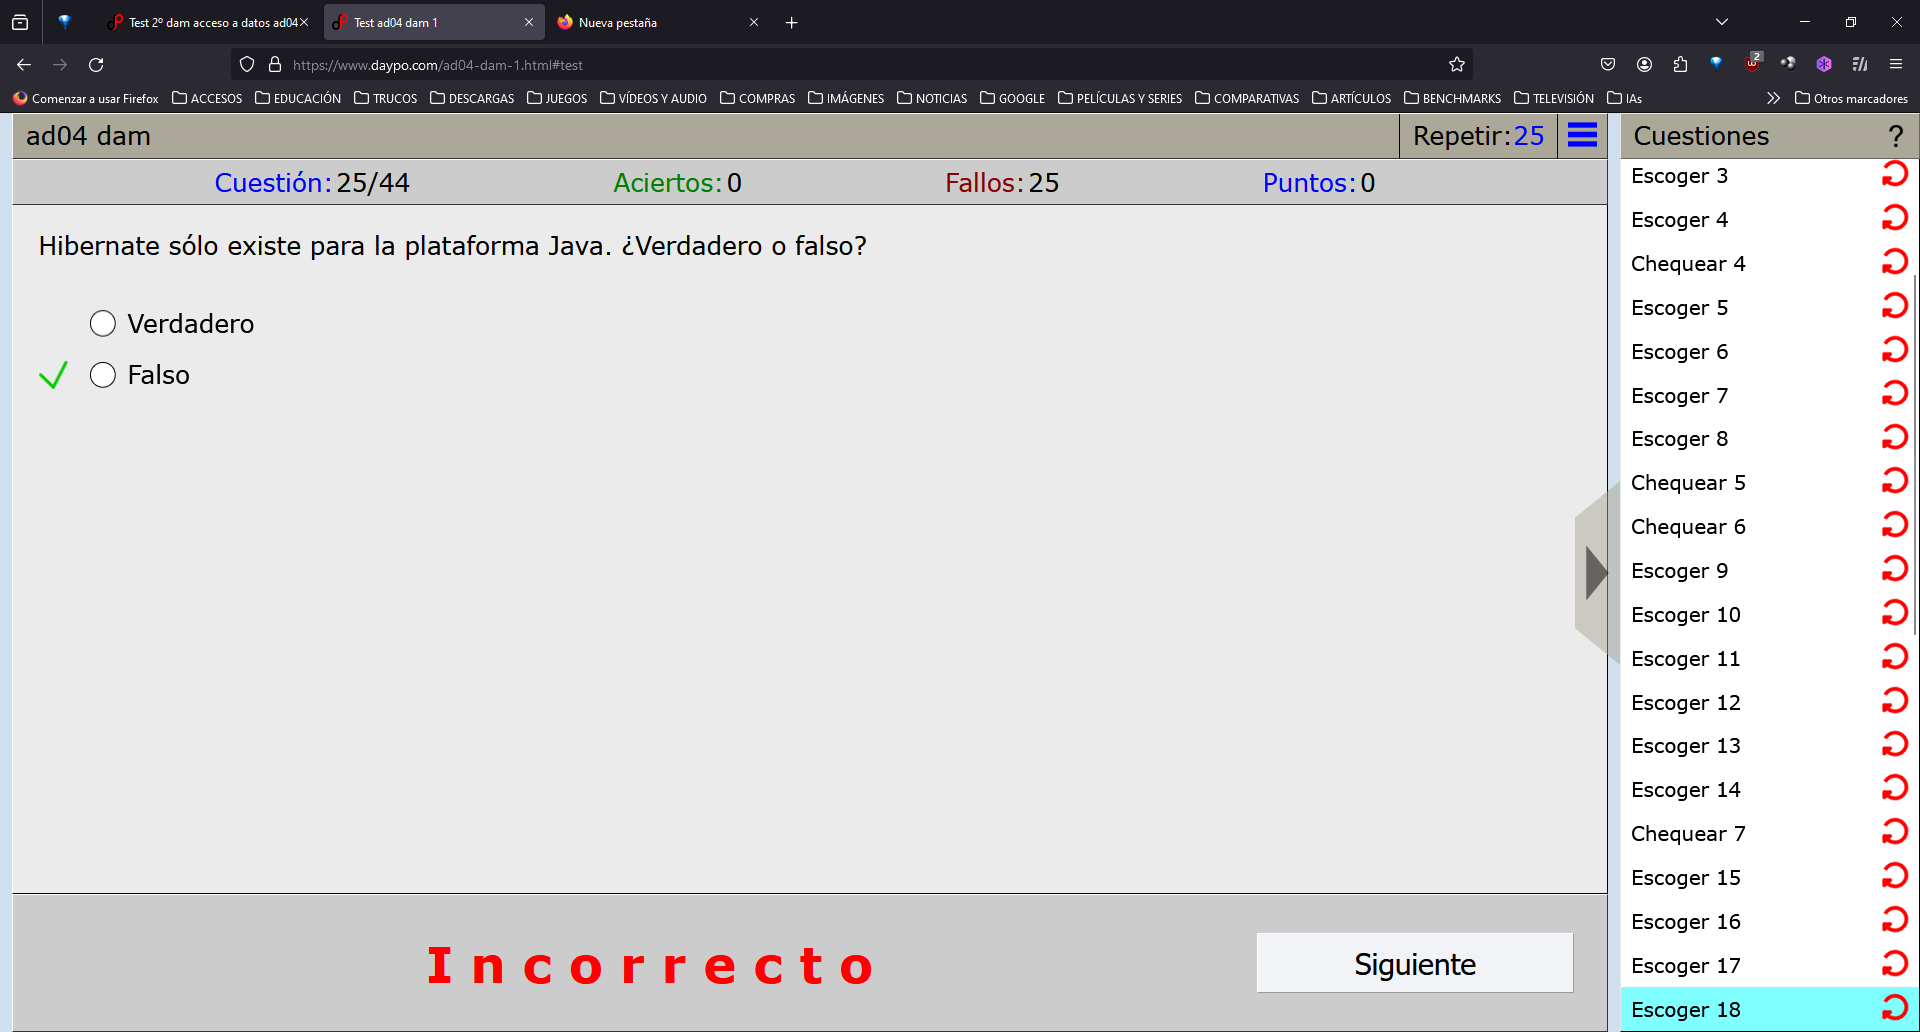 Test 2º dam acceso a datos ad04
Test ad04 dam 1
Nueva pestaña
https://www.daypo.com/ad04-dam-1.html#test
2
Comenzar a usar Firefox
ACCESOS
EDUCACIÓN
TRUCOS
DESCARGAS
JUEGOS
VÍDEOS Y AUDIO
COMPRAS
IMÁGENES
NOTICIAS
GOOGLE
PELÍCULAS Y SERIES
COMPARATIVAS
ARTÍCULOS
BENCHMARKS
TELEVISIÓN
IAs
Otros marcadores
ad04 dam
Repetir:25
Cuestión:25/44
Aciertos:0
Fallos:25
Puntos:0
Hibernate sólo existe para la plataforma Java. ¿Verdadero o falso?
Verdadero
Falso
Incorrecto
Siguiente
Cuestiones
?
Escoger 3
Escoger 4
Chequear 4
Escoger 5
Escoger 6
Escoger 7
Escoger 8
Chequear 5
Chequear 6
Escoger 9
Escoger 10
Escoger 11
Escoger 12
Escoger 13
Escoger 14
Chequear 7
Escoger 15
Escoger 16
Escoger 17
Escoger 18